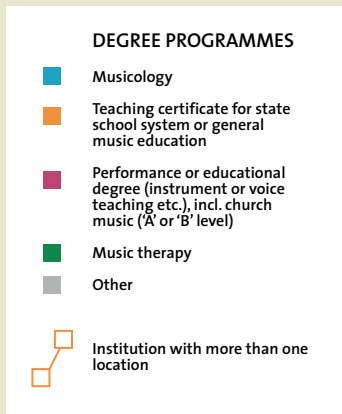 DEGREE PROGRAMMES
Musicology
Teaching certificate for state
school system or general
music education
Performance or educational
degree (instrument or voice
teaching etc.), incl. church
music (‘A’ or ‘B’ level)
Music therapy
Other
Institution with more than one
location